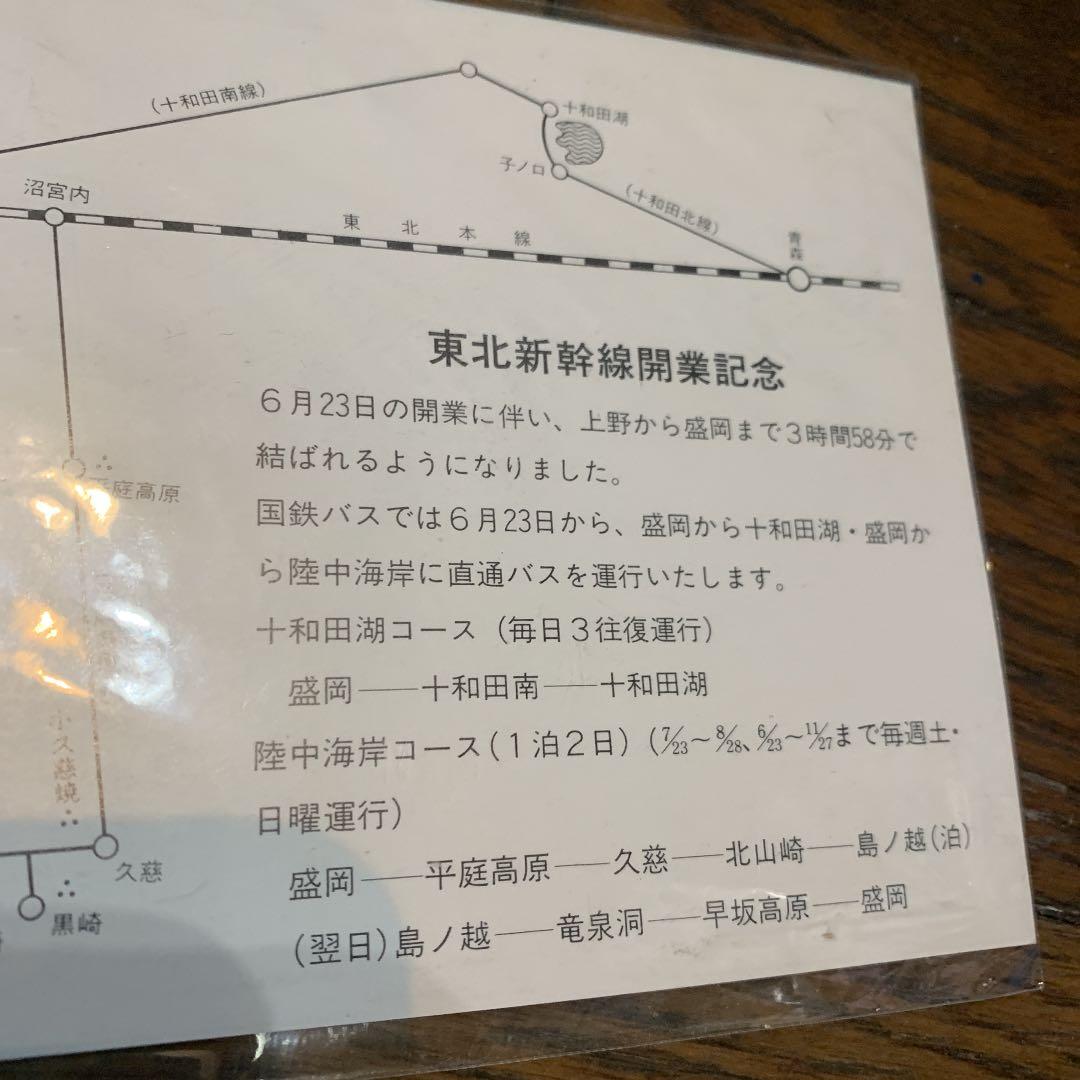 (十和田南線)
十和田湖
子ノ口
(十和田北線)
沼宮内
東北本線
青森
東北新幹線開業記念
6月23日の開業に伴い、上野から盛岡まで3時間58分で
結ばれるようになりました。
国鉄バスでは6月23日から、盛岡から十和田湖・盛岡か
ら陸中海岸に直通バスを運行いたします。
十和田湖コース（毎日3往復運行）
盛岡――十和田南――十和田湖
陸中海岸コース(1泊2日)（7/23～8/28、6/23～11/27まで毎週土・
日曜運行）
盛岡――平庭高原――久慈――北山崎――島ノ越(泊)
(翌日)島ノ越――竜泉洞――早坂高原――盛岡
平庭高原
小久慈焼
久慈
黒崎